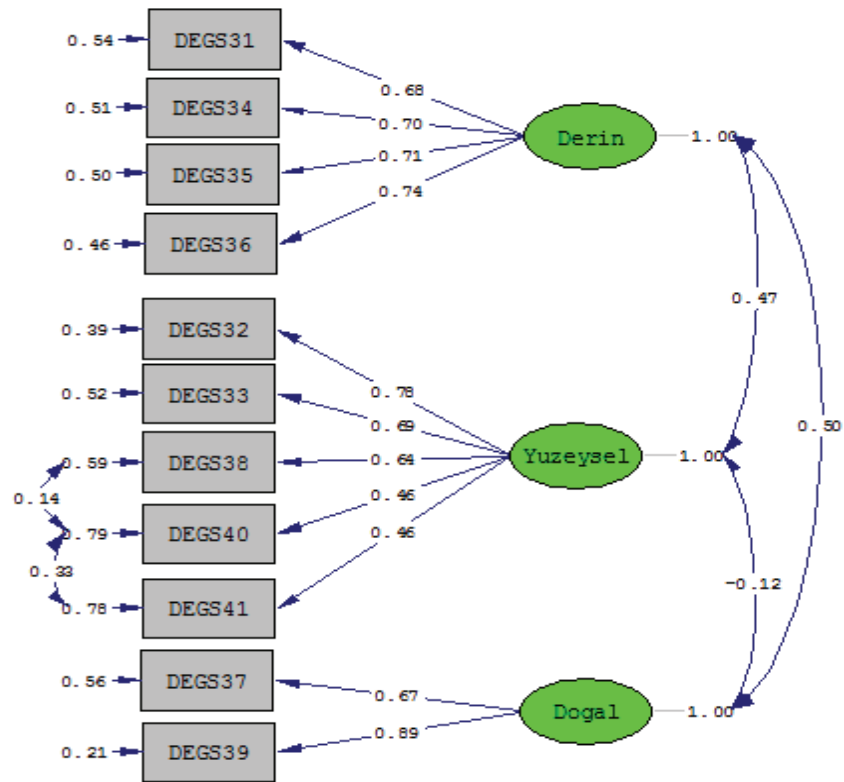 0.54 DEGS31
0.68
0.51 DEGS34
0.70
Derin 1.00
0.50 DEGS35
0.71
0.74
0.46 DEGS36
0.47
0.39 DEGS32
0.78
0.52 DEGS33
0.69
0.50
0.59 DEGS38
0.64
Yuzeysel 1.00
0.14
0.46
0.79 DEGS40
0.46
0.33
-0.12
0.78 DEGS41
0.56 DEGS37
0.67
Dogal 1.00
0.89
0.21 DEGS39